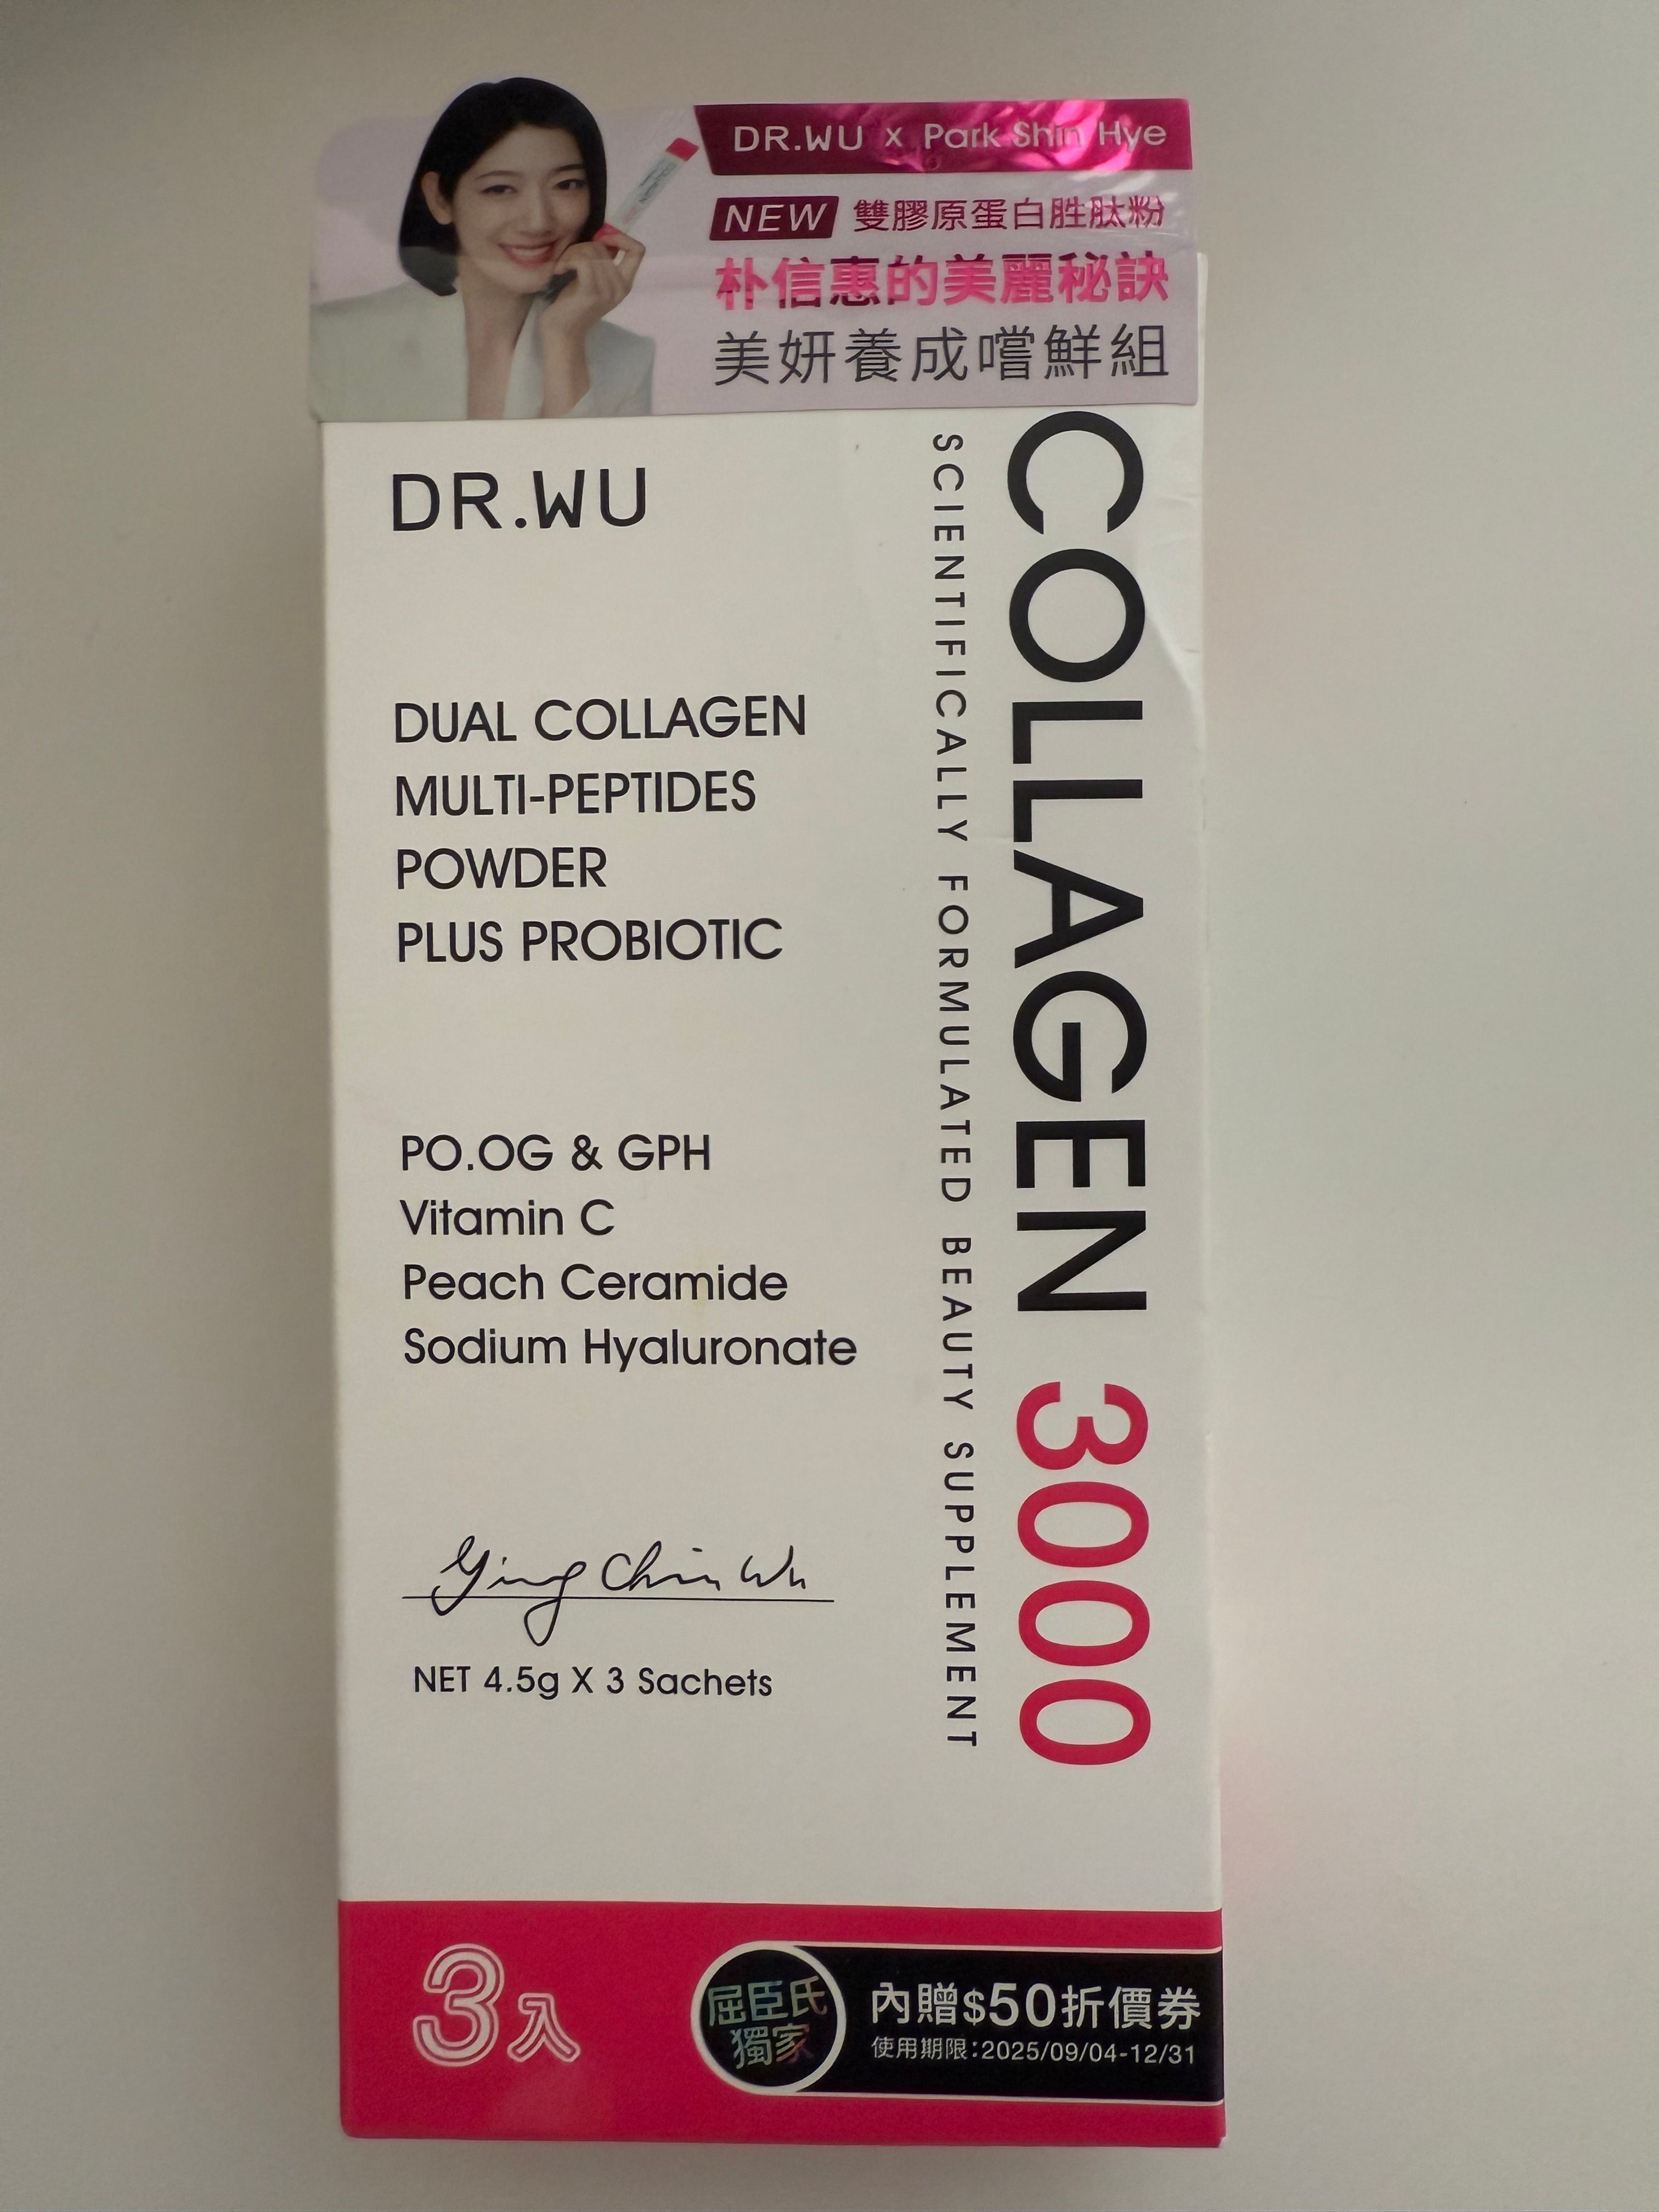 DR.WU x Park Shin Hye
NEW 雙膠原蛋白胜肽粉
朴信惠的美麗秘訣
美妍養成嚐鮮組
DR.WU
DUAL COLLAGEN
MULTI-PEPTIDES
POWDER
PLUS PROBIOTIC
PO.OG & GPH
Vitamin C
Peach Ceramide
Sodium Hyaluronate
Ying Chin Wu
NET 4.5g X 3 Sachets
SCIENTIFICALLY FORMULATED BEAUTY SUPPLEMENT
COLLAGEN 3000
3入
屈臣氏
獨家
內贈$50折價券
使用期限:2025/09/04-12/31